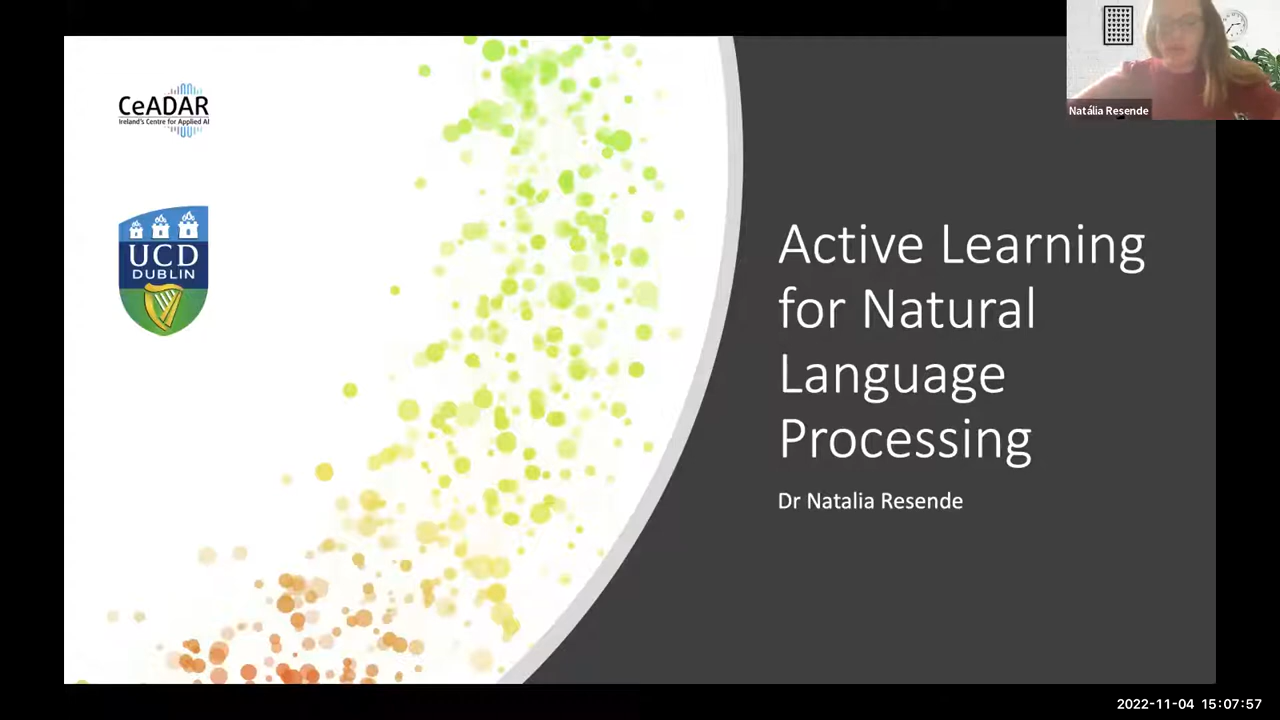 CeADAR
Ireland's Centre for Applied AI
UCD
DUBLIN
Natália Resende
Active Learning
for Natural
Language
Processing
Dr Natalia Resende
2022-11-04 15:07:57